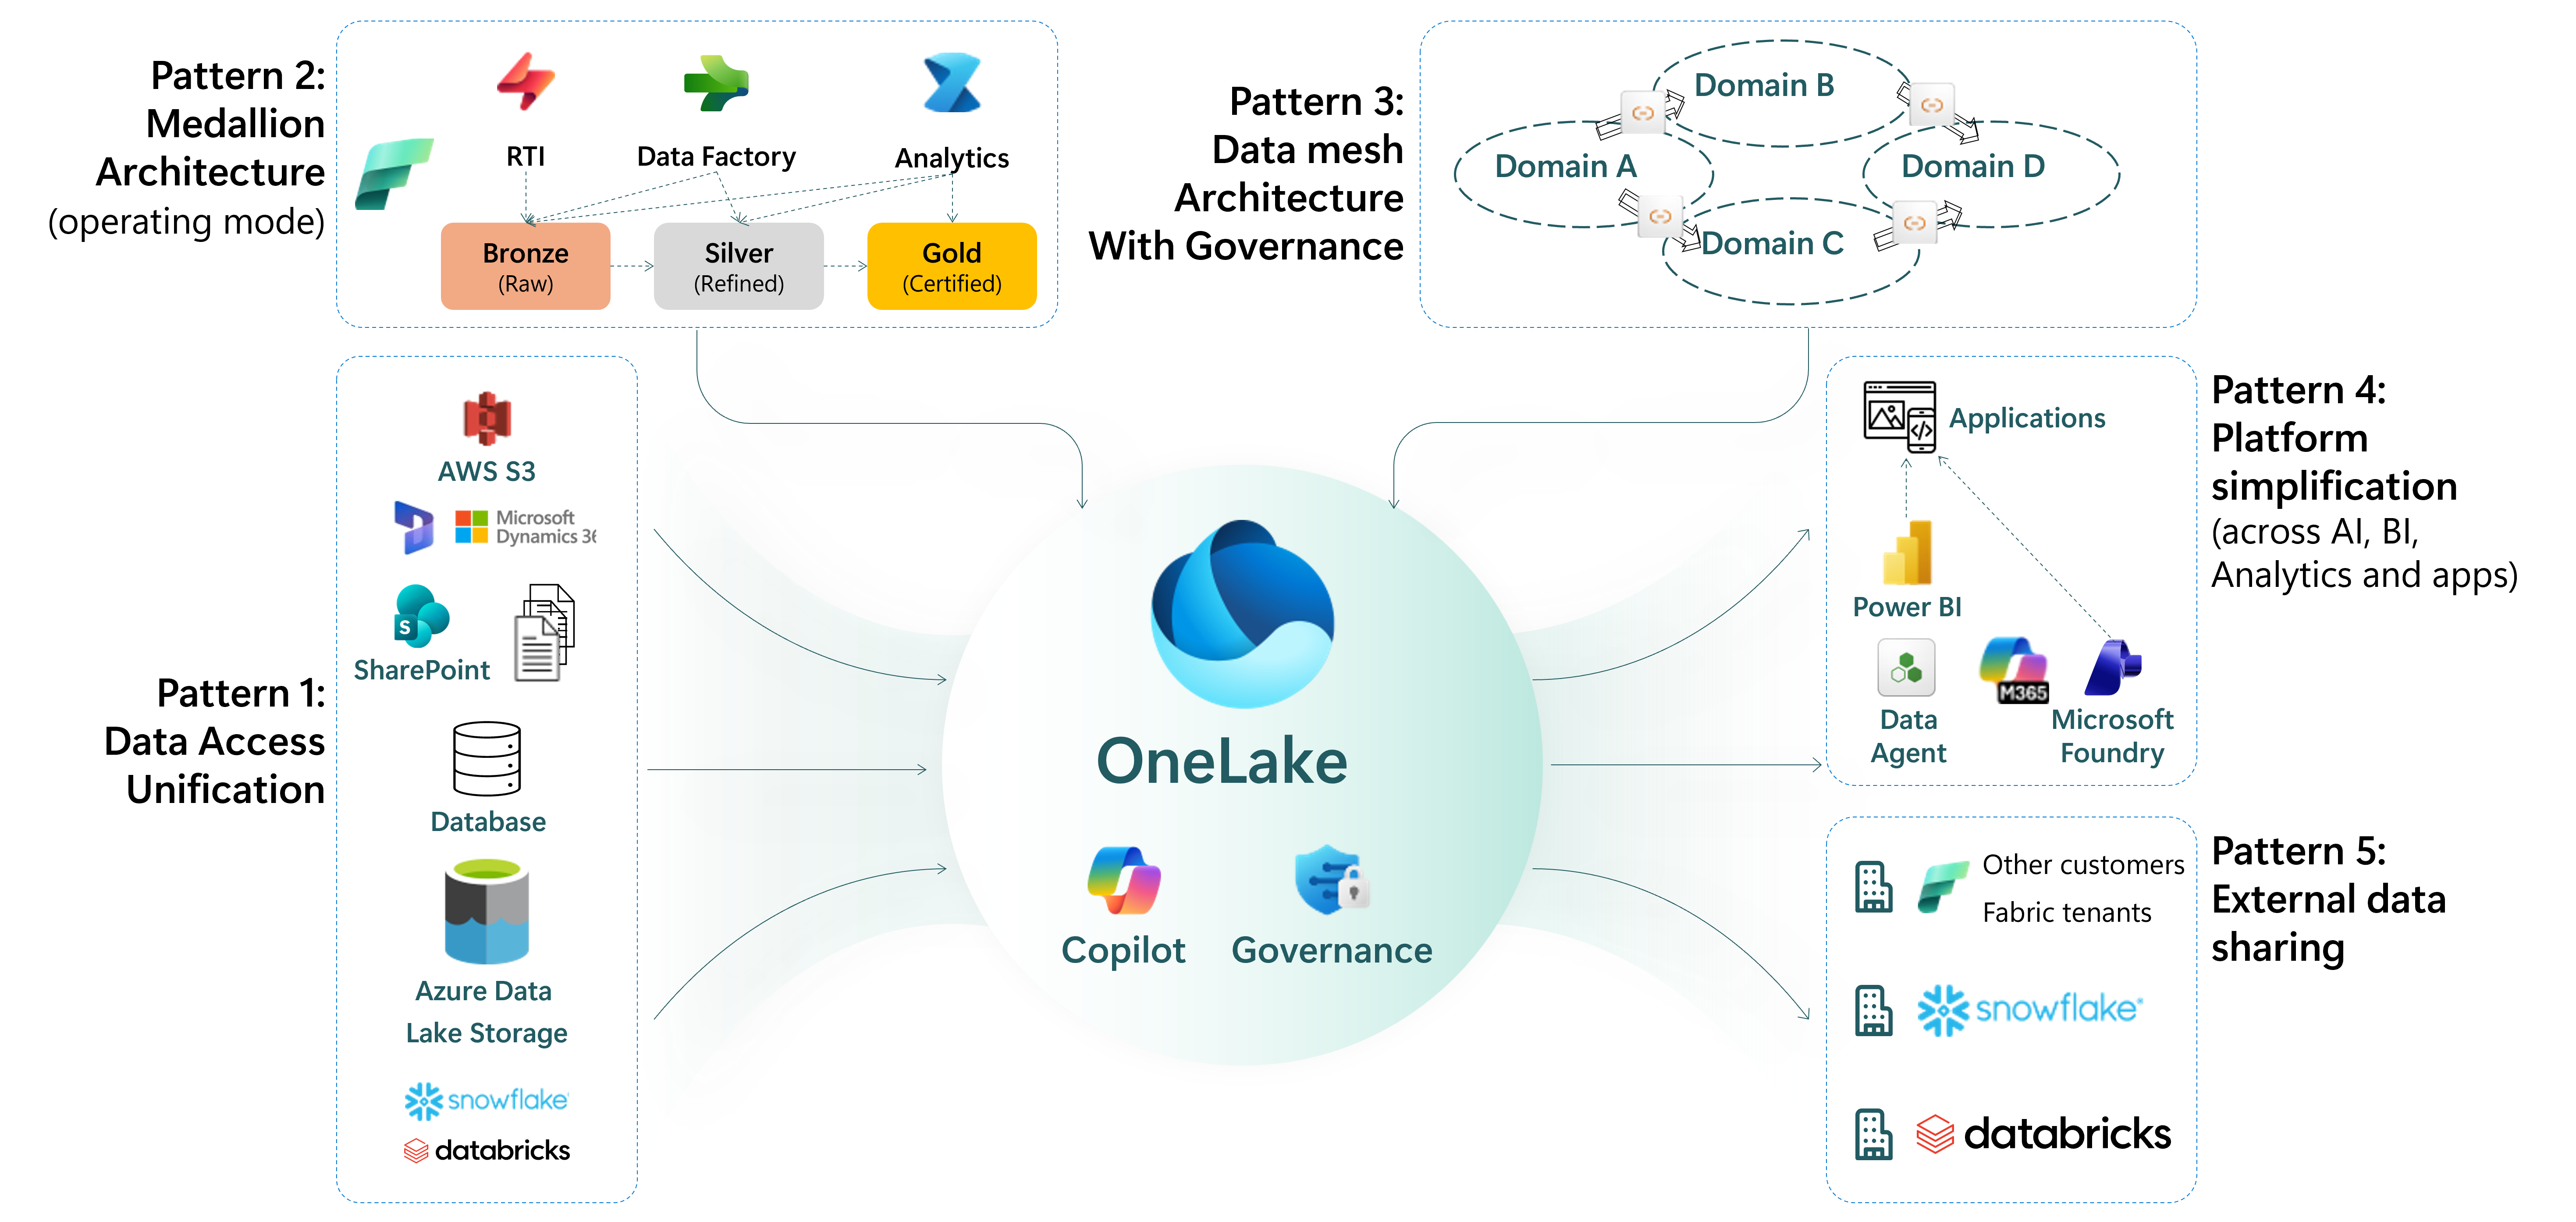 Pattern 2:
Medallion
Architecture
(operating mode)
RTI
Data Factory
Analytics
Bronze
(Raw)
Silver
(Refined)
Gold
(Certified)
Pattern 3:
Data mesh
Architecture
With Governance
Domain B
Domain A
Domain D
Domain C
Pattern 1:
Data Access
Unification
AWS S3
Microsoft
Dynamics 36
S
SharePoint
Database
Azure Data
Lake Storage
snowflake
databricks
OneLake
Copilot
Governance
Applications
Power BI
M365
Data
Agent
Microsoft
Foundry
Pattern 4:
Platform
simplification
(across AI, BI,
Analytics and apps)
Other customers
Fabric tenants
snowflake®
databricks
Pattern 5:
External data
sharing